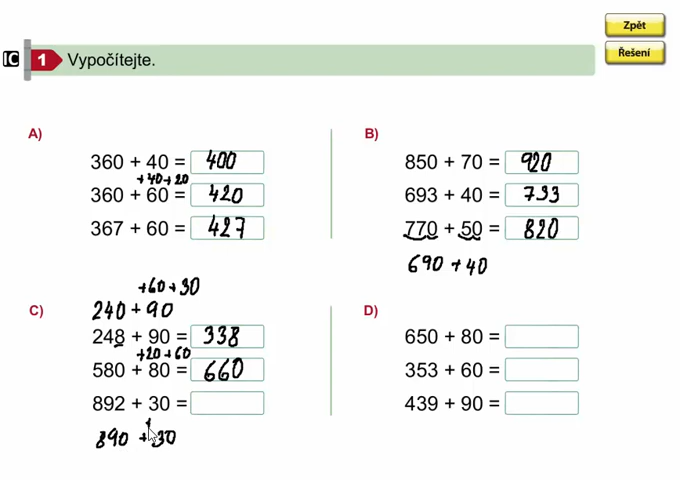 Zpět
Řešení
IC
1 Vypočítejte.
A)
360 + 40 = 400
+40+20
360 + 60 = 420
367 + 60 = 427
B)
850 + 70 = 920
693 + 40 = 733
770 + 50 = 820
690 + 40
C)
+60+30
240+90
248 + 90 = 338
+20+60
580 + 80 = 660
892 + 30 =
890 + 30
D)
650 + 80 =
353 + 60 =
439 + 90 =